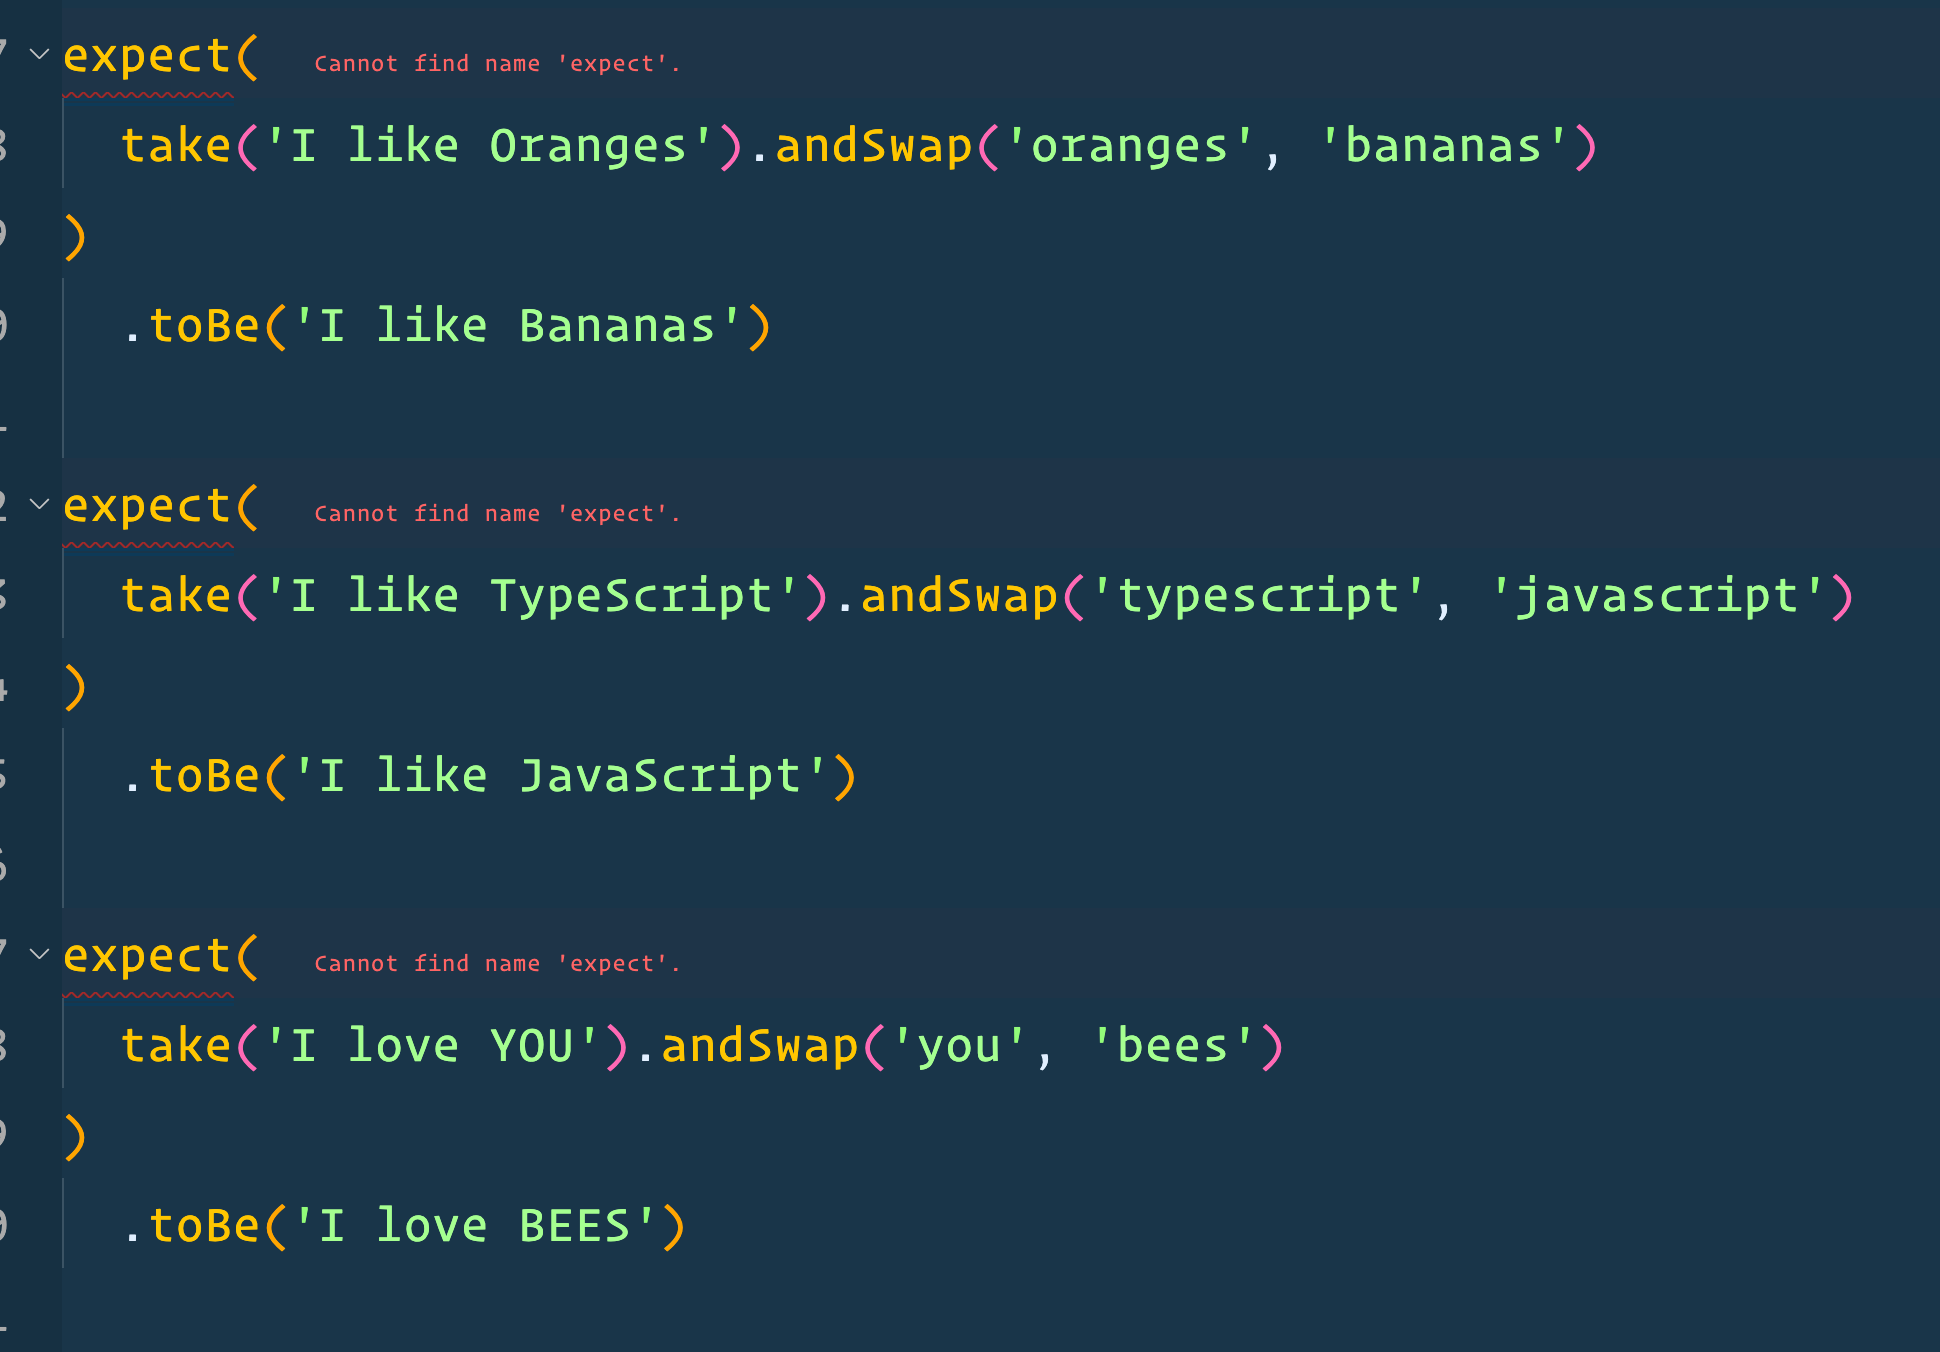 expect( Cannot find name 'expect'.
take('I like Oranges').andSwap('oranges', 'bananas')
)
.toBe('I like Bananas')
expect( Cannot find name 'expect'.
take('I like TypeScript').andSwap('typescript', 'javascript')
)
.toBe('I like JavaScript')
expect( Cannot find name 'expect'.
take('I love YOU').andSwap('you', 'bees')
)
.toBe('I love BEES')